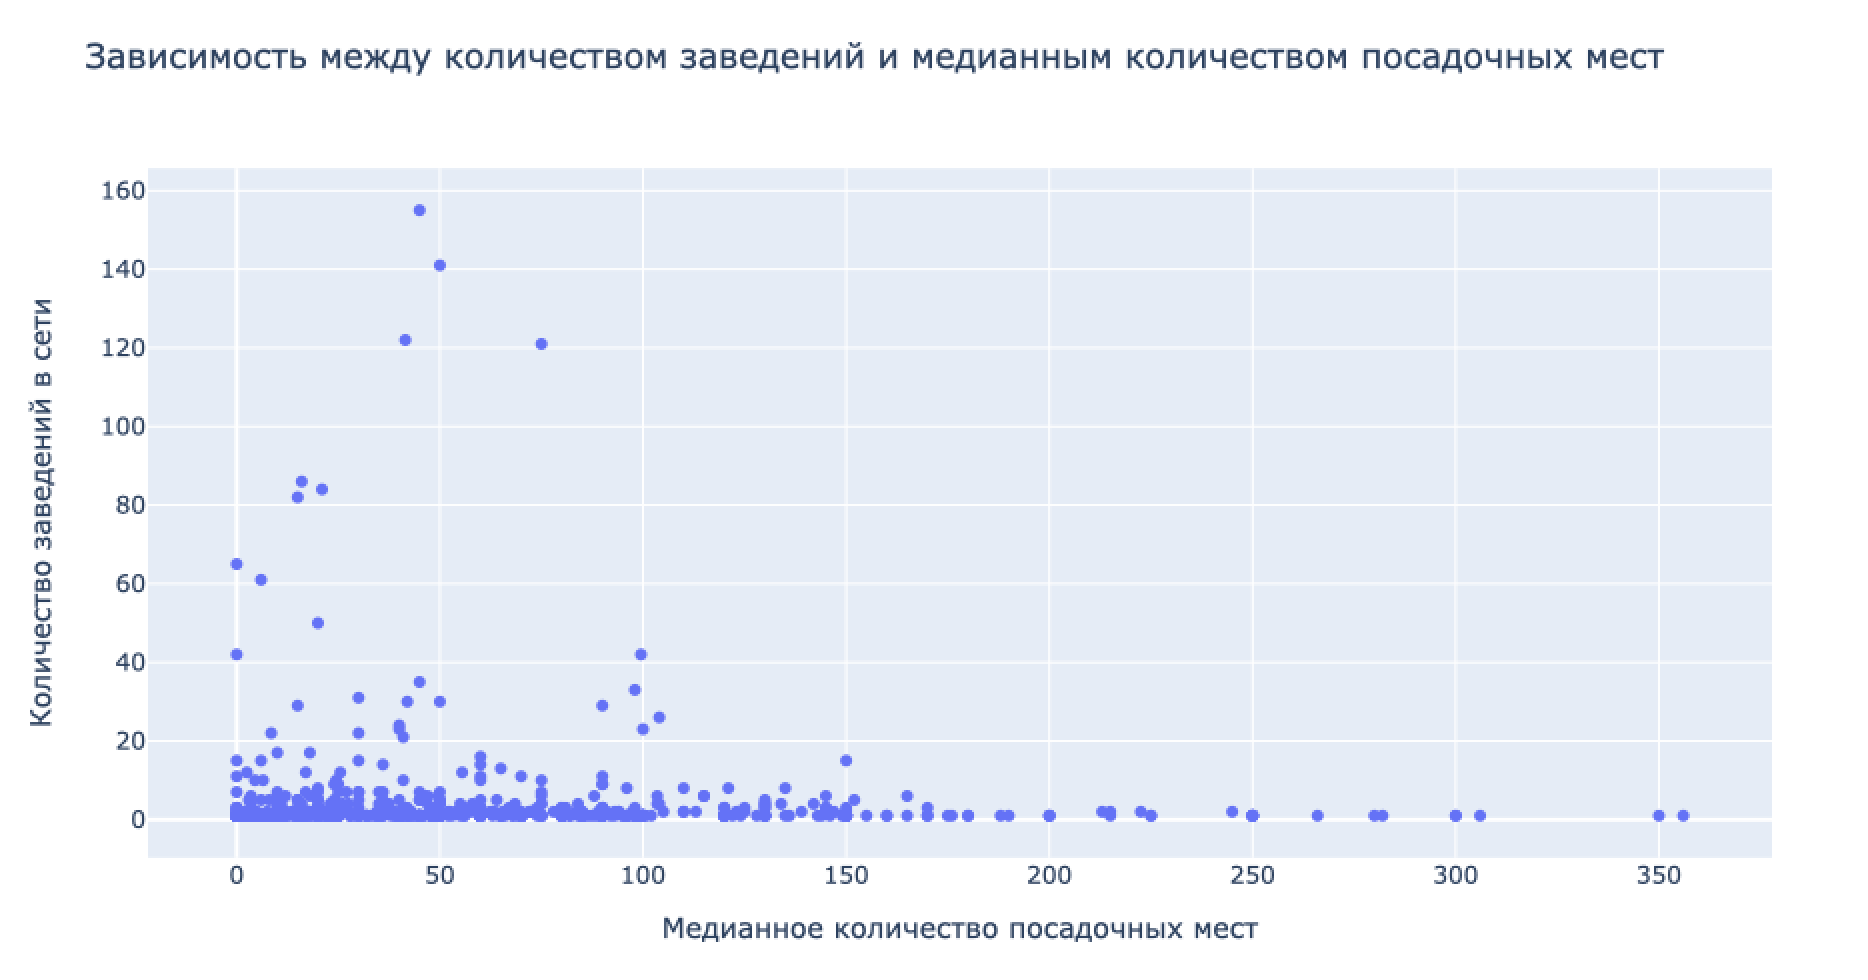 Зависимость между количеством заведений и медианным количеством посадочных мест
Количество заведений в сети
160
140
120
100
80
60
40
20
0
0 50 100 150 200 250 300 350
Медианное количество посадочных мест